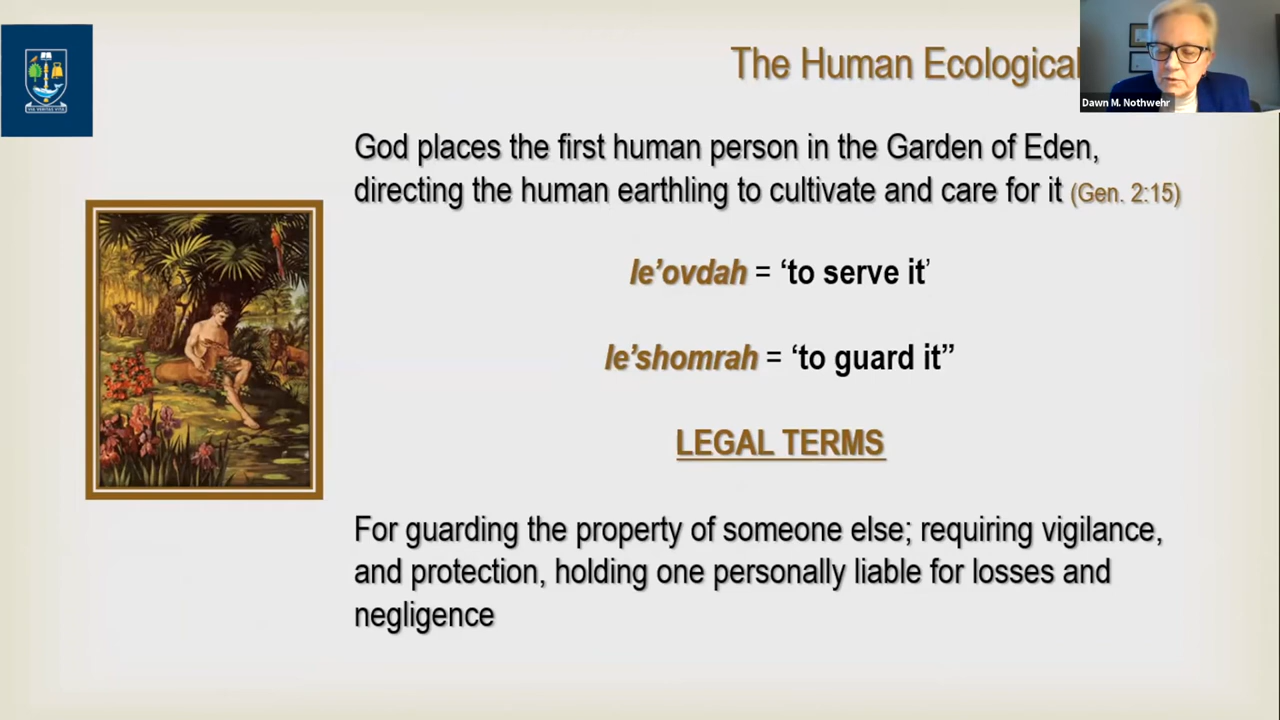 The Human Ecological
Dawn M. Nothwehr
God places the first human person in the Garden of Eden,
directing the human earthling to cultivate and care for it (Gen. 2:15)
le’ovdah = ‘to serve it’
le’shomrah = ‘to guard it”
LEGAL TERMS
For guarding the property of someone else; requiring vigilance,
and protection, holding one personally liable for losses and
negligence